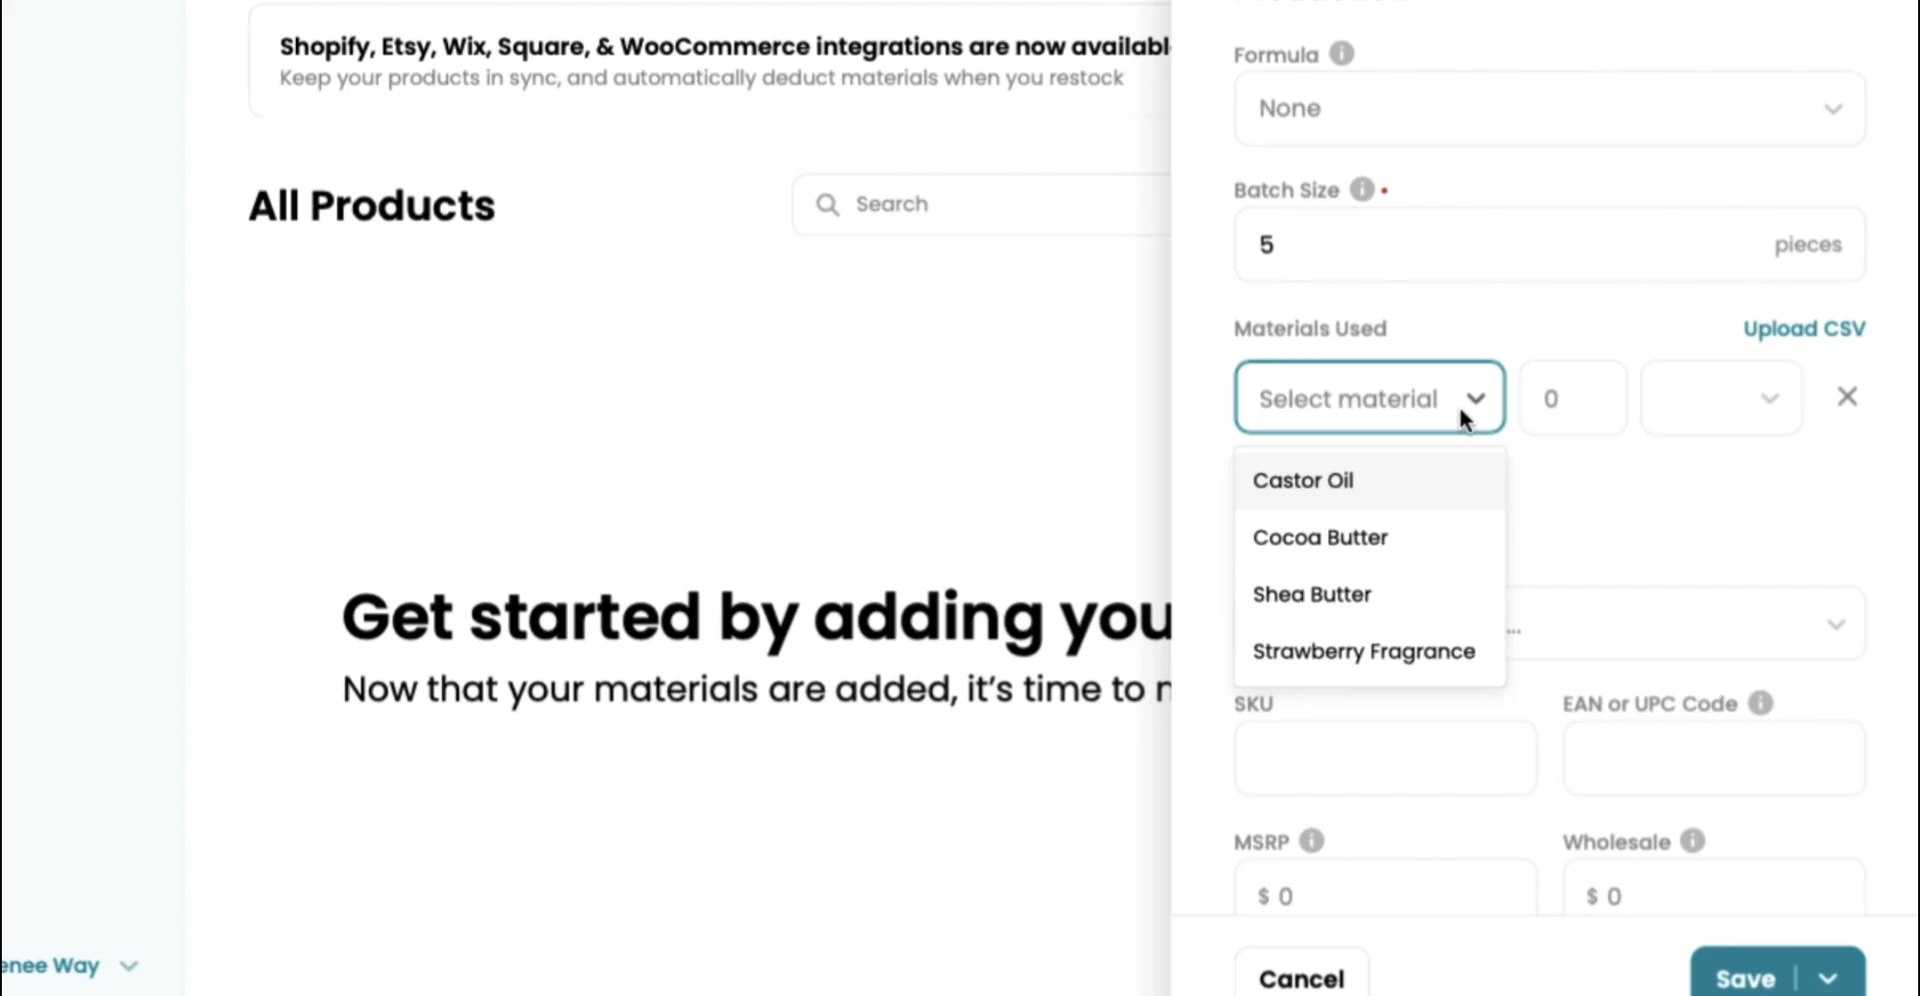 Shopify, Etsy, Wix, Square, & WooCommerce integrations are now availabl
Keep your products in sync, and automatically deduct materials when you restock
All Products
Search
Get started by adding you
Now that your materials are added, it's time to
enee Way
Formula
None
Batch Size
5
pieces
Materials Used
Upload CSV
Select material
0
Castor Oil
Cocoa Butter
Shea Butter
Strawberry Fragrance
...
SKU
EAN or UPC Code
MSRP
Wholesale
$ 0
$ 0
Cancel
Save